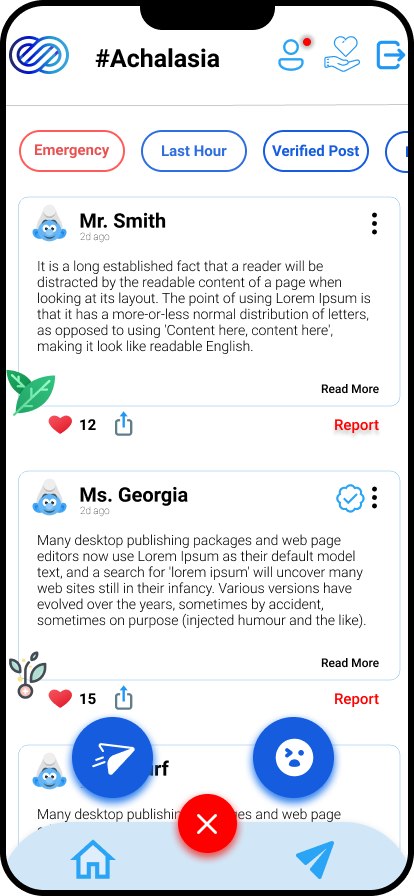 #Achalasia
Emergency
Last Hour
Verified Post
Mr. Smith
2d ago
It is a long established fact that a reader will be
distracted by the readable content of a page when
looking at its layout. The point of using Lorem Ipsum is
that it has a more-or-less normal distribution of letters,
as opposed to using 'Content here, content here',
making it look like readable English.
Read More
12
Report
Ms. Georgia
2d ago
Many desktop publishing packages and web page
editors now use Lorem Ipsum as their default model
text, and a search for 'lorem ipsum' will uncover many
web sites still in their infancy. Various versions have
evolved over the years, sometimes by accident,
sometimes on purpose (injected humour and the like).
Read More
15
Report
Many desktop and web page